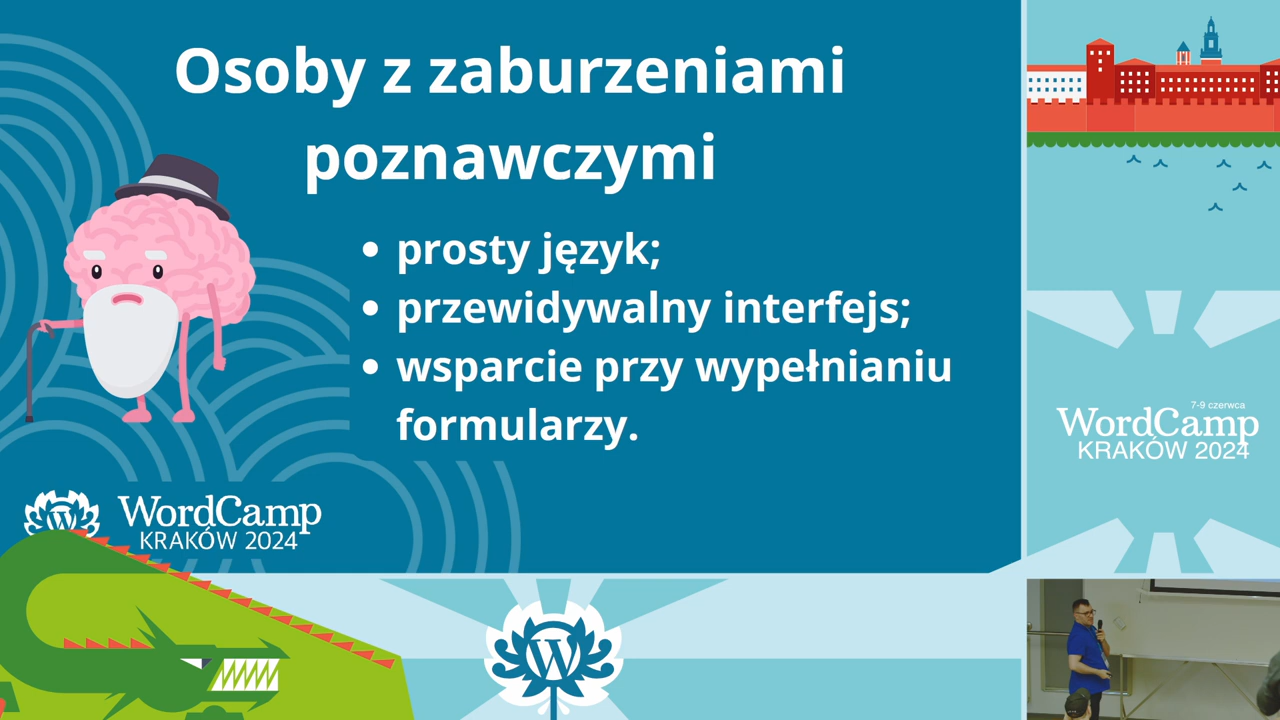 Osoby z zaburzeniami
poznawczymi
• prosty język;
• przewidywalny interfejs;
• wsparcie przy wypełnianiu
formularzy.
WordCamp
KRAKÓW 2024
7-9 czerwca
WordCamp
KRAKÓW 2024